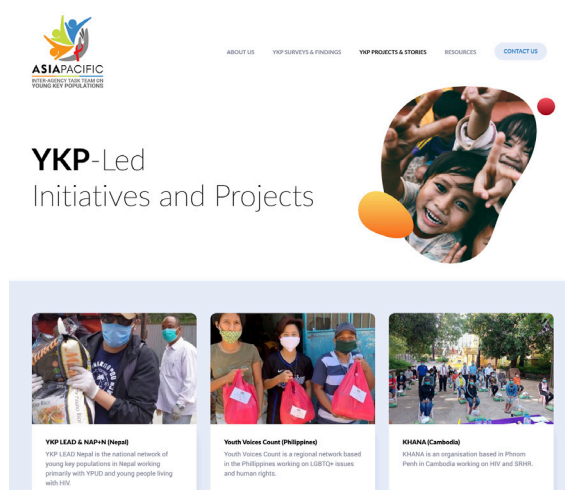 ASIAPACIFIC
INTER-AGENCY TASK TEAM ON
YOUNG KEY POPULATIONS
ABOUT US
YKP SURVEYS & FINDINGS
YKP PROJECTS & STORIES
RESOURCES
CONTACT US
YKP-Led
Initiatives and Projects
YKP LEAD & NAP+N (Nepal)
YKP LEAD Nepal is the national network of
young key populations in Nepal working
primarily with YPUD and young people living
with HIV.
Youth Voices Count (Philippines)
Youth Voices Count is a regional network based
in the Phillipines working on LGBTQ+ issues
and human rights.
KHANA (Cambodia)
KHANA is an organisation based in Phnom
Penh in Cambodia working on HIV and SRHR.